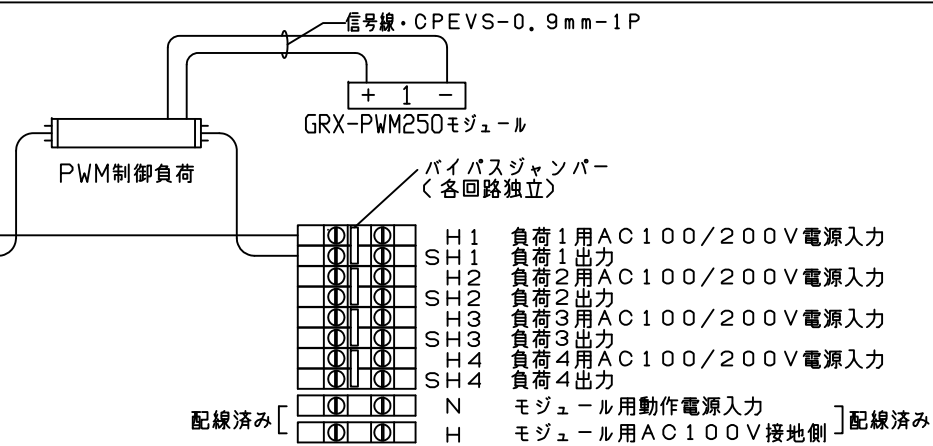 信号線・CPEVS-0.9mm-1P
+ 1 -
GRX-PWM250モジュール
PWM制御負荷
バイパスジャンパー
(各回路独立)
H1 負荷1用AC100/200V電源入力
SH1 負荷1出力
H2 負荷2用AC100/200V電源入力
SH2 負荷2出力
H3 負荷3用AC100/200V電源入力
SH3 負荷3出力
H4 負荷4用AC100/200V電源入力
SH4 負荷4出力
配線済み[ N モジュール用動作電源入力 ]配線済み
H モジュール用AC100V接地側